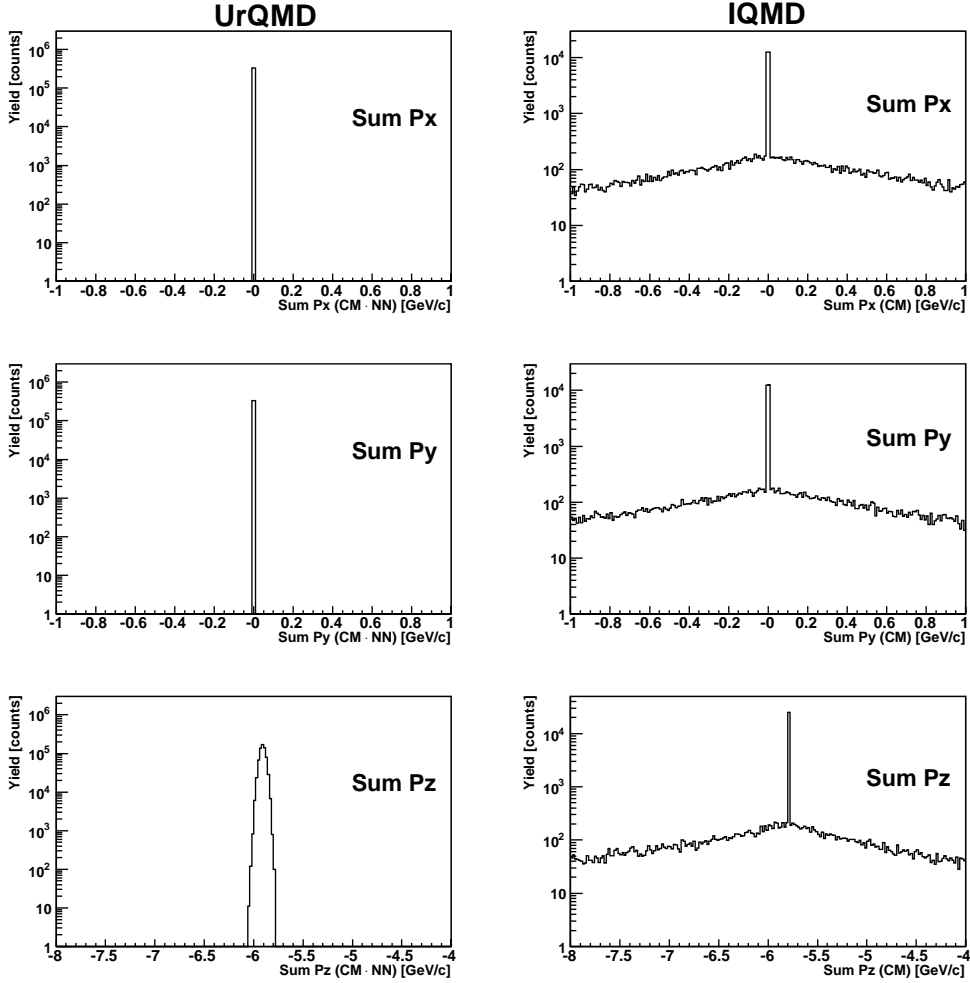 UrQMD
IQMD
Yield [counts]
10^6
10^5
10^4
10^3
10^2
10
1
Sum Px
-1 -0.8 -0.6 -0.4 -0.2 -0 0.2 0.4 0.6 0.8 1
Sum Px (CM · NN) [GeV/c]
Yield [counts]
10^4
10^3
10^2
10
1
Sum Px
-1 -0.8 -0.6 -0.4 -0.2 -0 0.2 0.4 0.6 0.8 1
Sum Px (CM) [GeV/c]
Yield [counts]
10^6
10^5
10^4
10^3
10^2
10
1
Sum Py
-1 -0.8 -0.6 -0.4 -0.2 -0 0.2 0.4 0.6 0.8 1
Sum Py (CM · NN) [GeV/c]
Yield [counts]
10^4
10^3
10^2
10
1
Sum Py
-1 -0.8 -0.6 -0.4 -0.2 -0 0.2 0.4 0.6 0.8 1
Sum Py (CM) [GeV/c]
Yield [counts]
10^6
10^5
10^4
10^3
10^2
10
1
Sum Pz
-8 -7.5 -7 -6.5 -6 -5.5 -5 -4.5 -4
Sum Pz (CM · NN) [GeV/c]
Yield [counts]
10^4
10^3
10^2
10
1
Sum Pz
-8 -7.5 -7 -6.5 -6 -5.5 -5 -4.5 -4
Sum Pz (CM) [GeV/c]